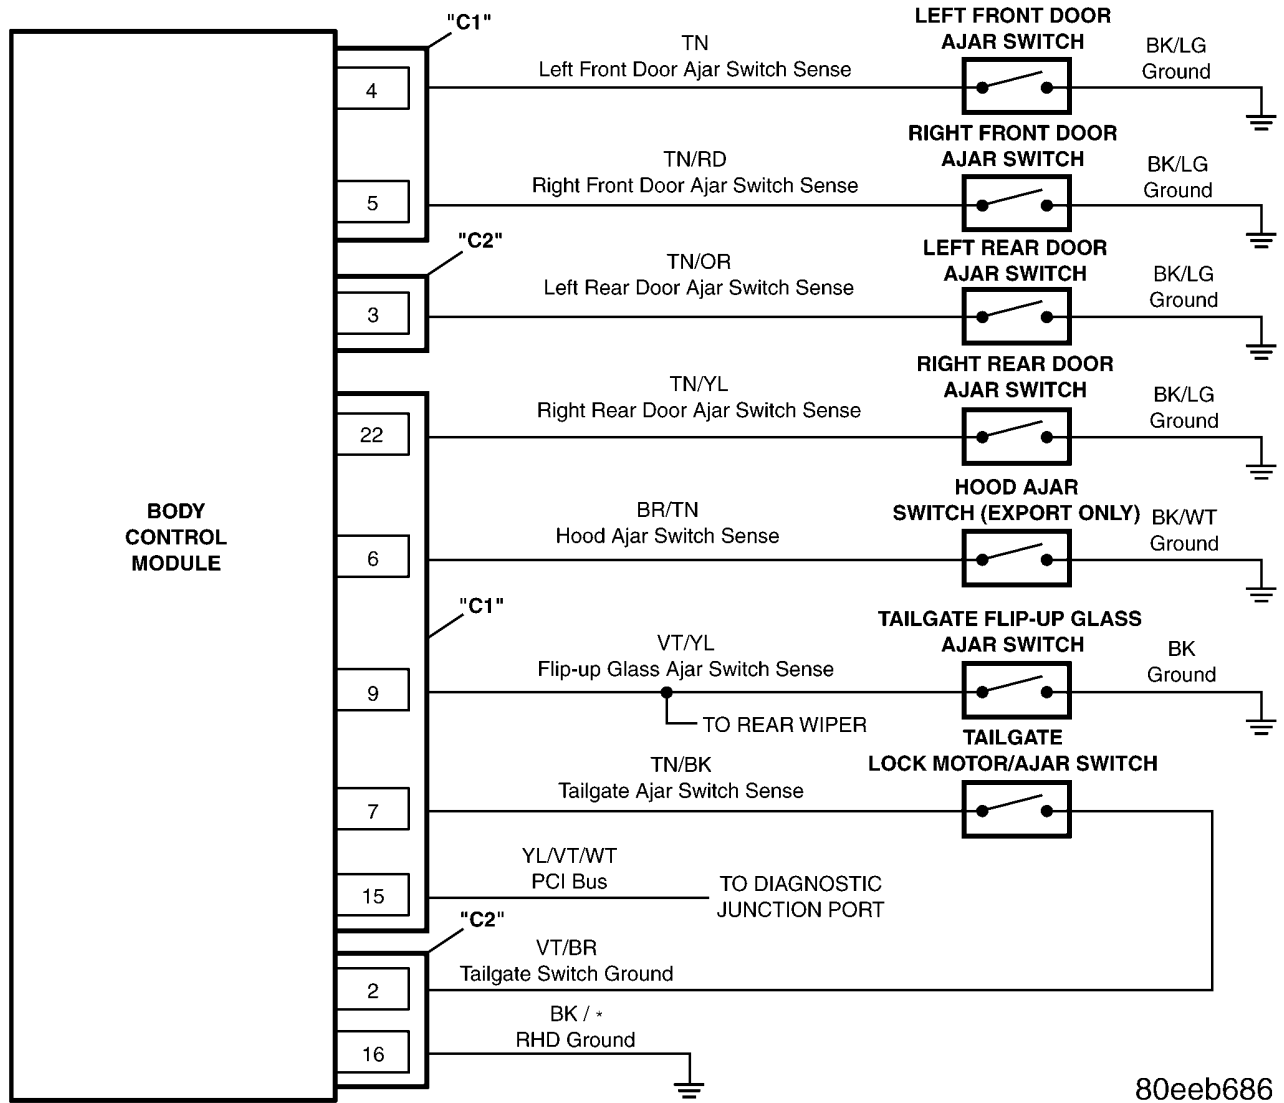 "C1"
LEFT FRONT DOOR
AJAR SWITCH
TN
Left Front Door Ajar Switch Sense
BK/LG
Ground
4
RIGHT FRONT DOOR
AJAR SWITCH
TN/RD
Right Front Door Ajar Switch Sense
BK/LG
Ground
5
"C2"
LEFT REAR DOOR
AJAR SWITCH
TN/OR
Left Rear Door Ajar Switch Sense
BK/LG
Ground
3
RIGHT REAR DOOR
AJAR SWITCH
TN/YL
Right Rear Door Ajar Switch Sense
BK/LG
Ground
22
BODY
CONTROL
MODULE
HOOD AJAR
SWITCH (EXPORT ONLY)
BR/TN
Hood Ajar Switch Sense
BK/WT
Ground
6
"C1"
TAILGATE FLIP-UP GLASS
AJAR SWITCH
VT/YL
Flip-up Glass Ajar Switch Sense
BK
Ground
9
TO REAR WIPER
TAILGATE
LOCK MOTOR/AJAR SWITCH
TN/BK
Tailgate Ajar Switch Sense
7
YL/VT/WT
PCI Bus
15
TO DIAGNOSTIC
JUNCTION PORT
"C2"
VT/BR
Tailgate Switch Ground
2
BK / *
RHD Ground
16
80eeb686